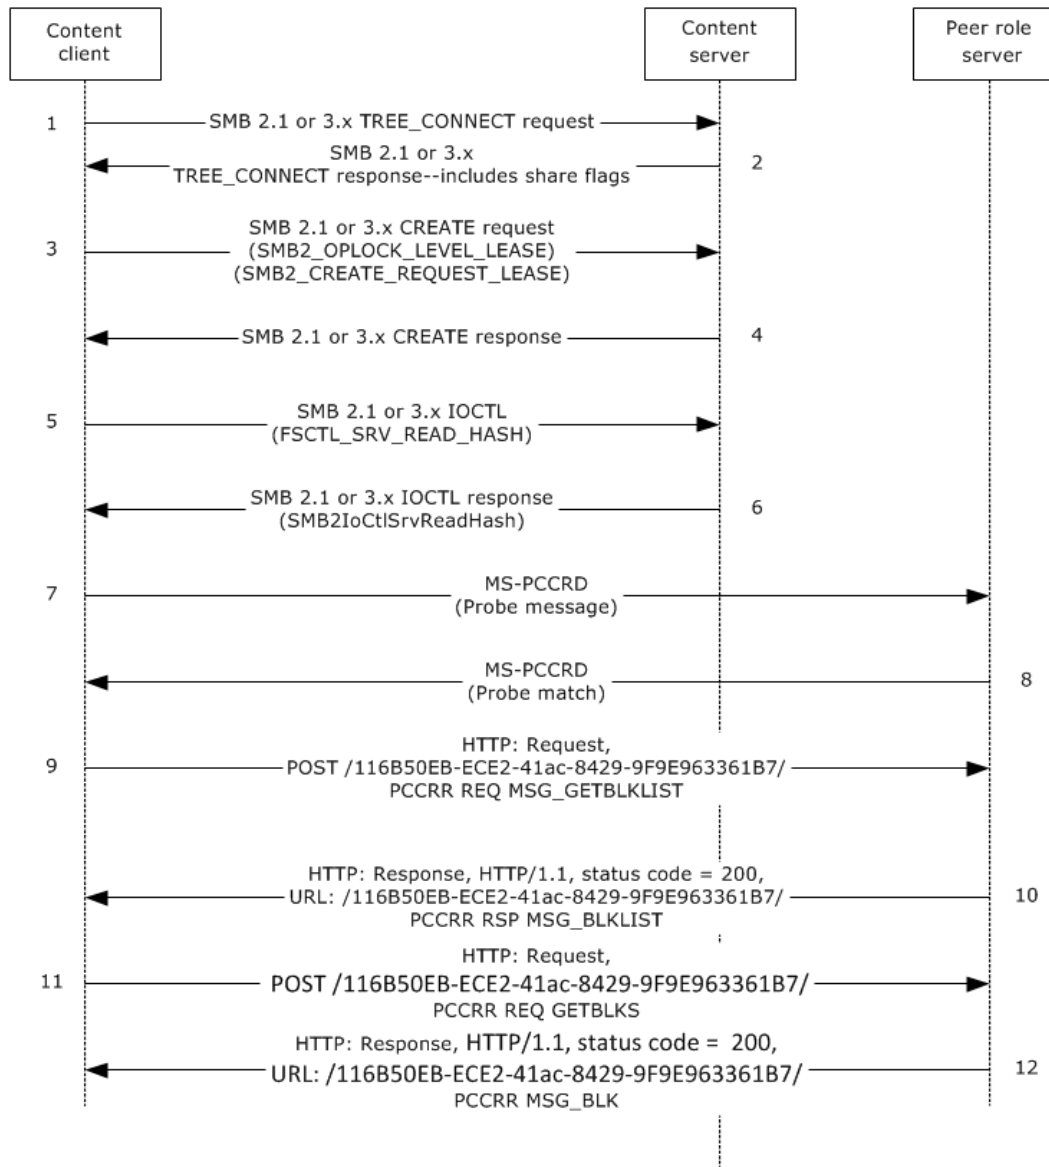 Content
client
Content
server
Peer role
server
1
SMB 2.1 or 3.x TREE_CONNECT request
SMB 2.1 or 3.x
TREE_CONNECT response--includes share flags
2
SMB 2.1 or 3.x CREATE request
3
(SMB2_OPLOCK_LEVEL_LEASE)
(SMB2_CREATE_REQUEST_LEASE)
SMB 2.1 or 3.x CREATE response
4
5
SMB 2.1 or 3.x IOCTL
(FSCTL_SRV_READ_HASH)
SMB 2.1 or 3.x IOCTL response
(SMB2IoCtlSrvReadHash)
6
7
MS-PCCRD
(Probe message)
MS-PCCRD
(Probe match)
8
HTTP: Request,
9
POST /116B50EB-ECE2-41ac-8429-9F9E963361B7/
PCCRR REQ MSG_GETBLKLIST
HTTP: Response, HTTP/1.1, status code = 200,
URL: /116B50EB-ECE2-41ac-8429-9F9E963361B7/
10
PCCRR RSP MSG_BLKLIST
HTTP: Request,
11
POST /116B50EB-ECE2-41ac-8429-9F9E963361B7/
PCCRR REQ GETBLKS
HTTP: Response, HTTP/1.1, status code = 200,
URL: /116B50EB-ECE2-41ac-8429-9F9E963361B7/
12
PCCRR MSG_BLK